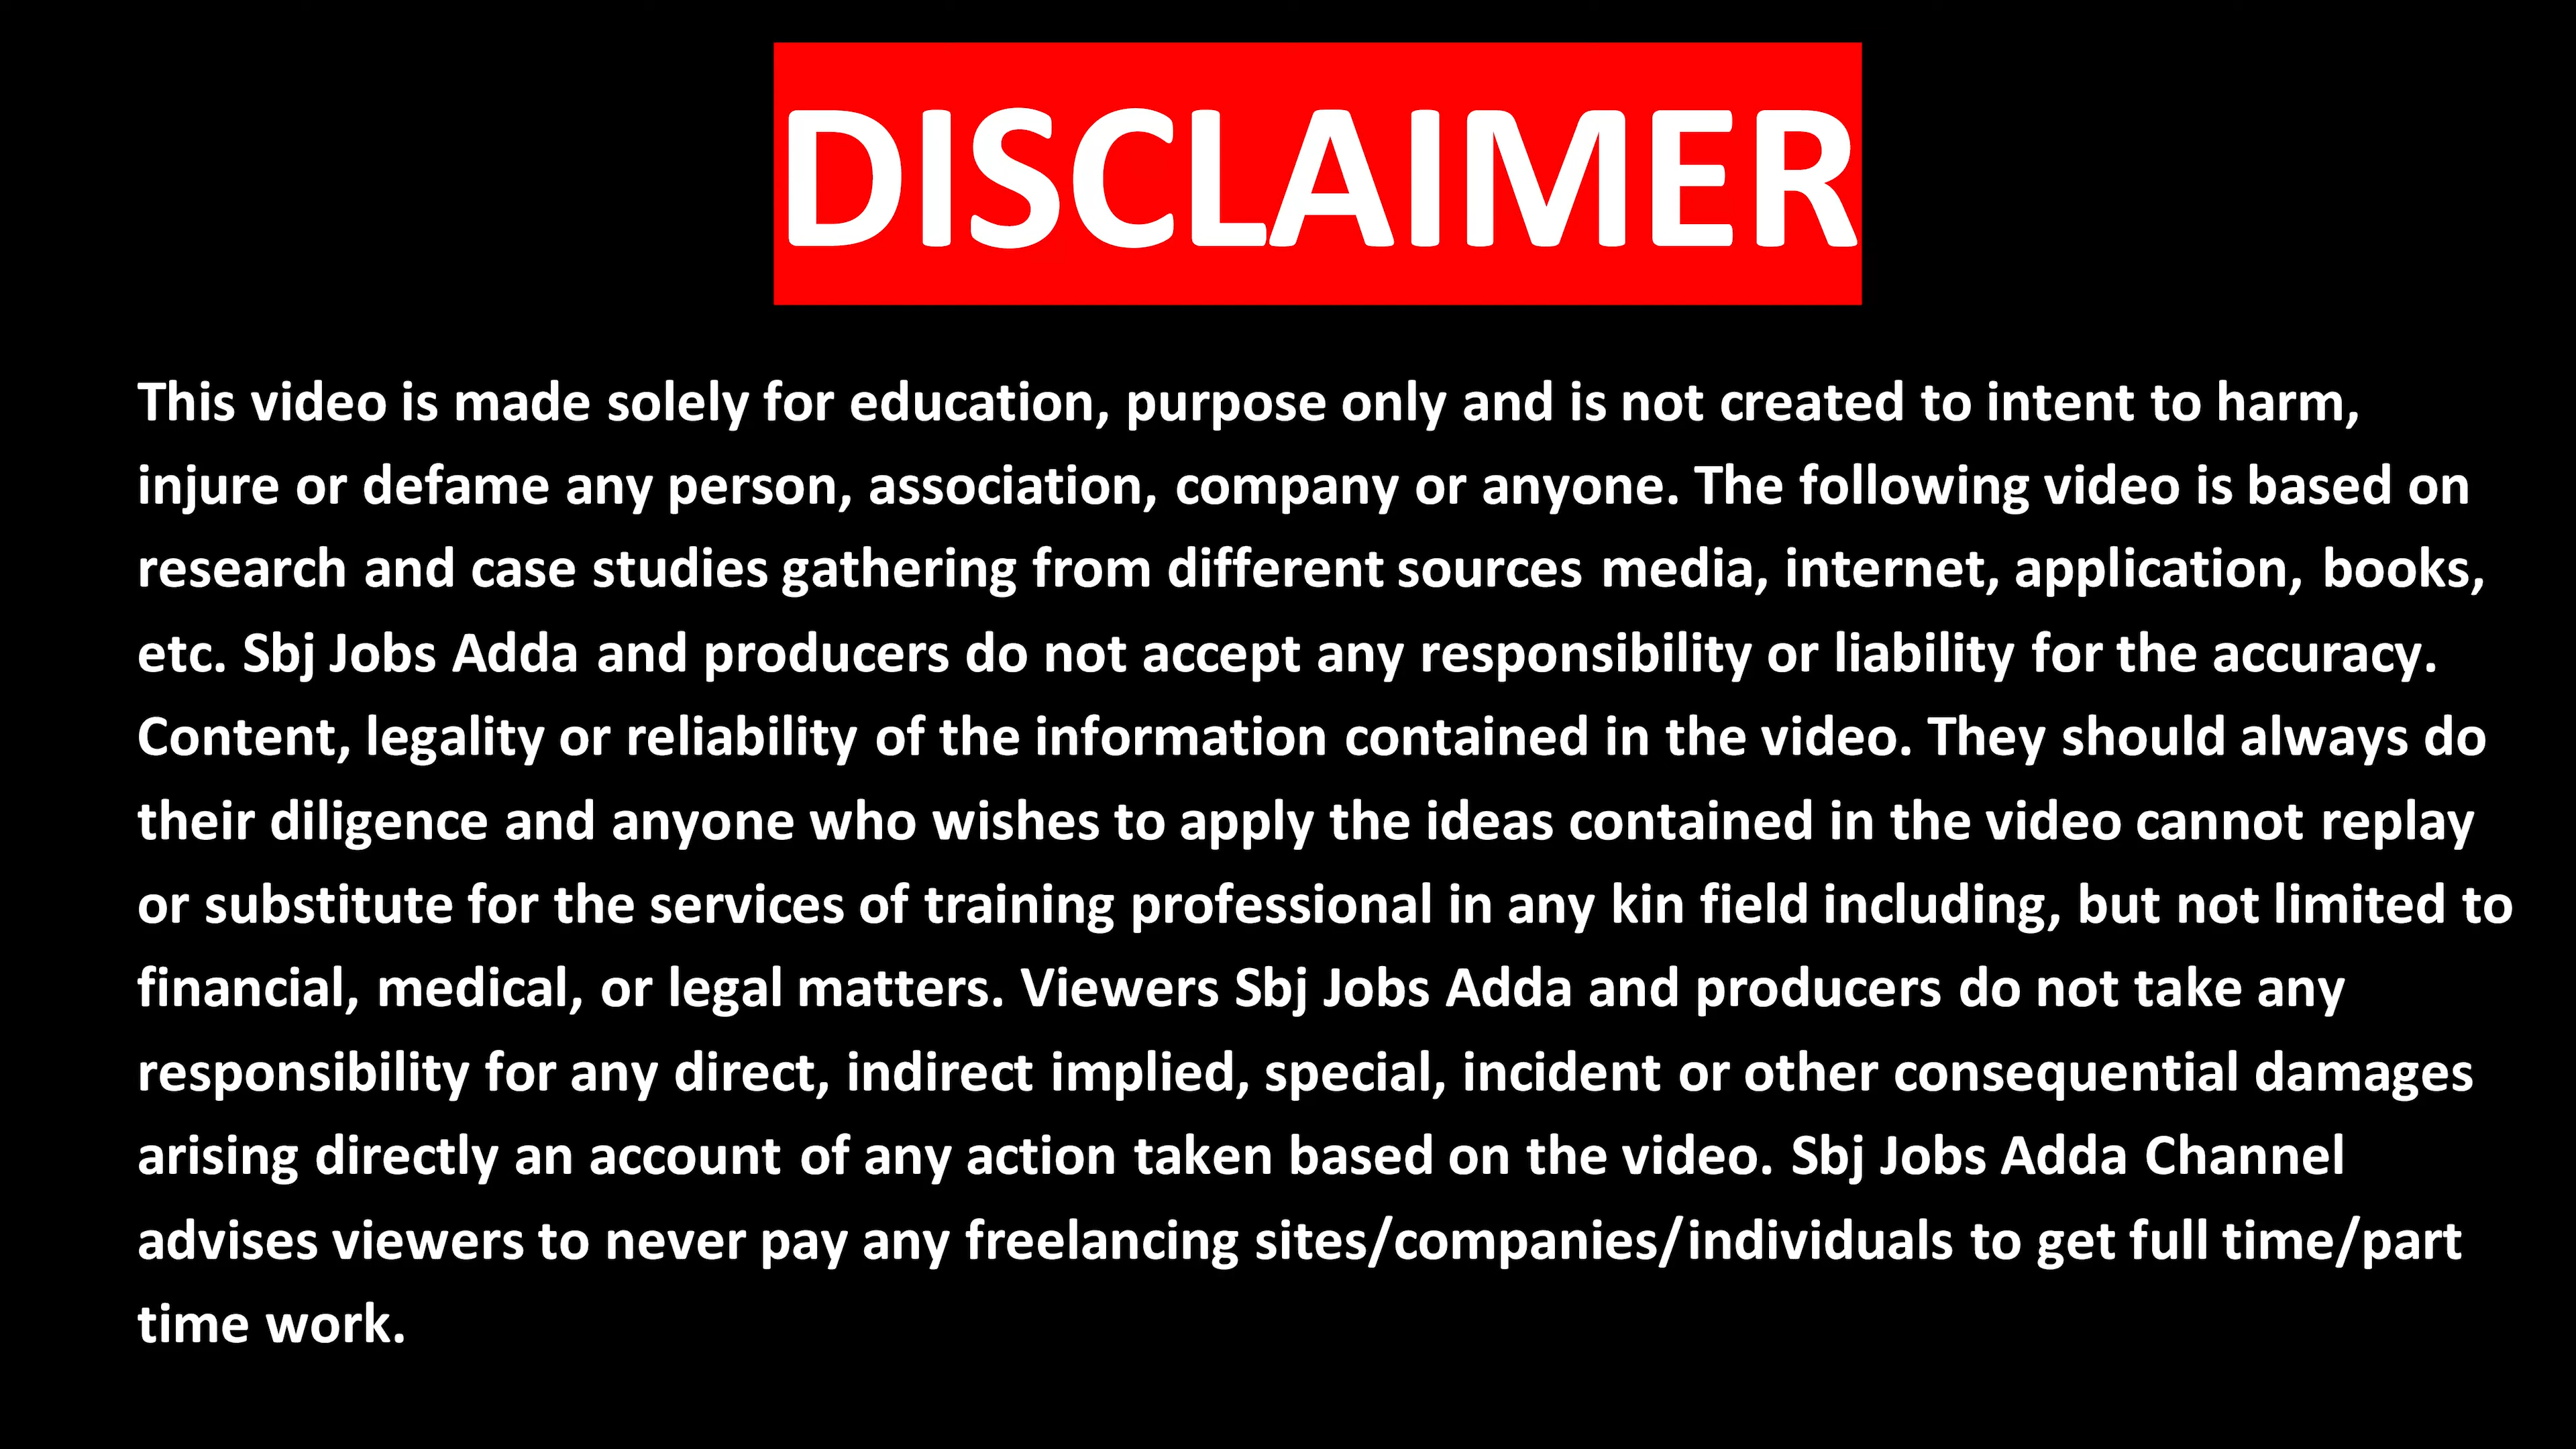 DISCLAIMER
This video is made solely for education, purpose only and is not created to intent to harm,
injure or defame any person, association, company or anyone. The following video is based on
research and case studies gathering from different sources media, internet, application, books,
etc. Sbj Jobs Adda and producers do not accept any responsibility or liability for the accuracy.
Content, legality or reliability of the information contained in the video. They should always do
their diligence and anyone who wishes to apply the ideas contained in the video cannot replay
or substitute for the services of training professional in any kin field including, but not limited to
financial, medical, or legal matters. Viewers Sbj Jobs Adda and producers do not take any
responsibility for any direct, indirect implied, special, incident or other consequential damages
arising directly an account of any action taken based on the video. Sbj Jobs Adda Channel
advises viewers to never pay any freelancing sites/companies/individuals to get full time/part
time work.